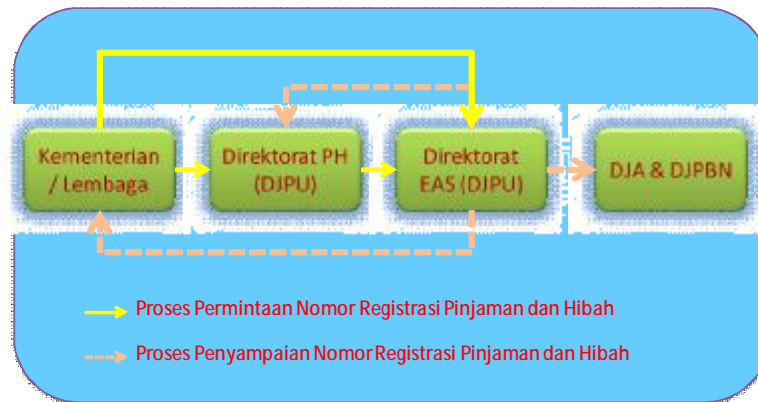 Kementerian
/ Lembaga
Direktorat PH
(DJPU)
Direktorat
EAS (DJPU)
DJA & DJPBN
Proses Permintaan Nomor Registrasi Pinjaman dan Hibah
Proses Penyampaian Nomor Registrasi Pinjaman dan Hibah